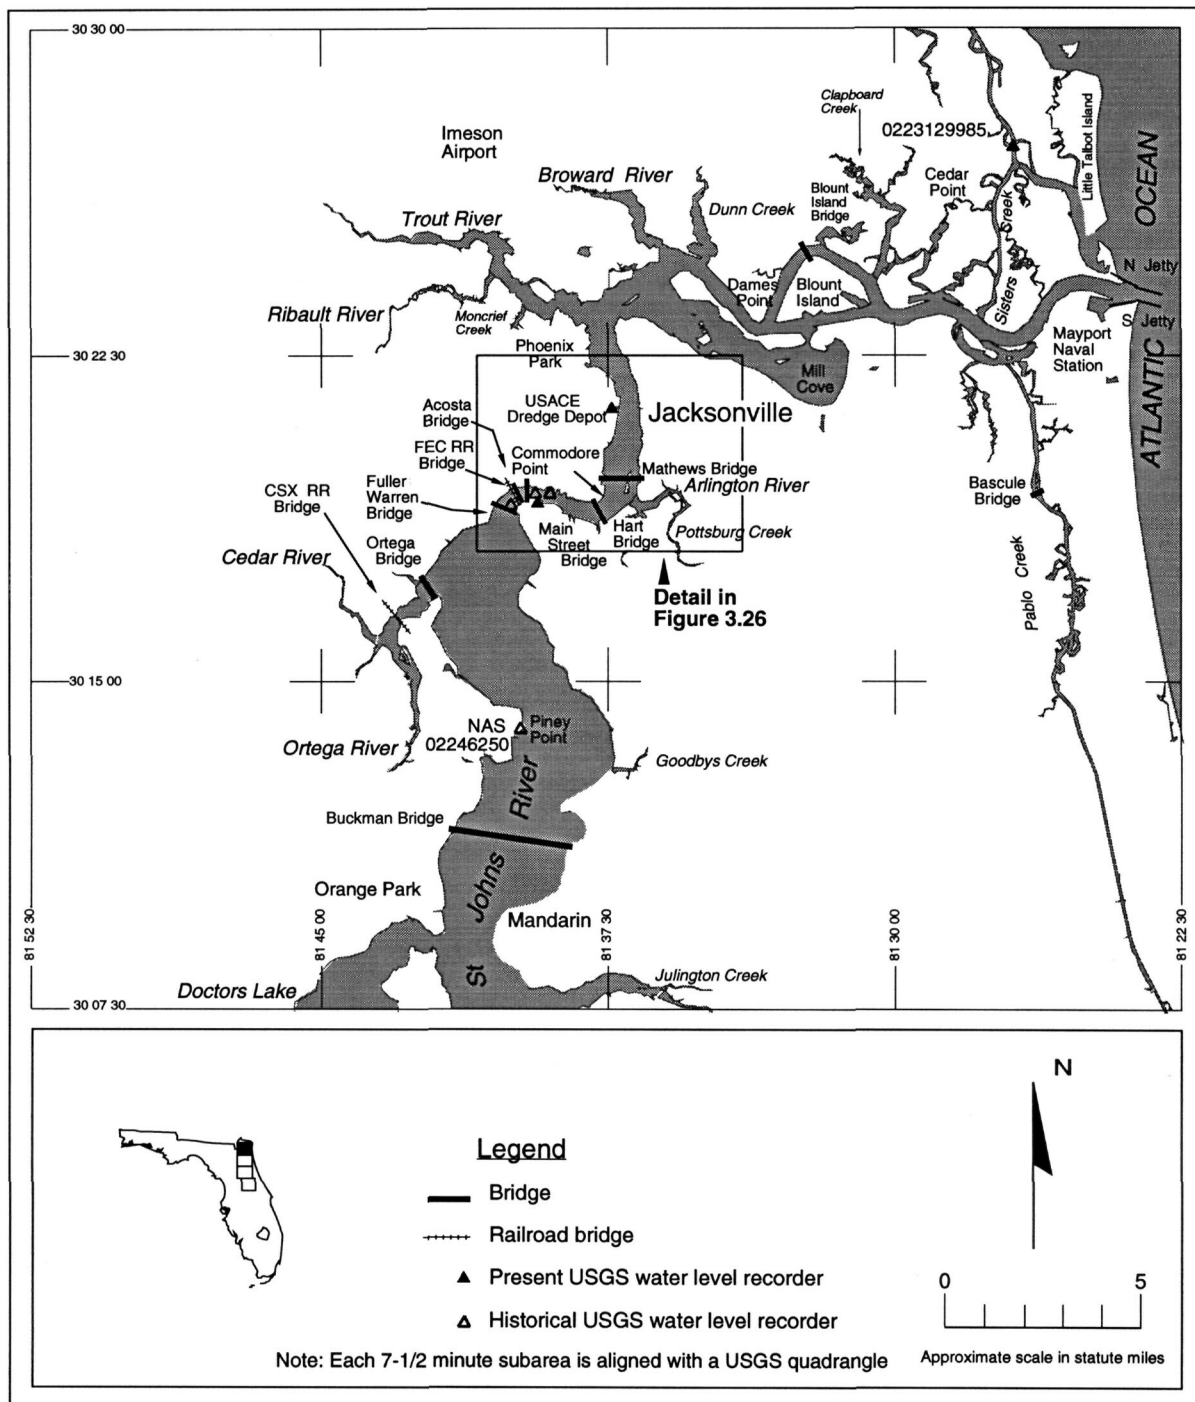 30 30 00
Clapboard
Creek
0223129985
Little Talbot Island
OCEAN
Imeson
Airport
Broward River
Cedar
Point
Blount
Island
Bridge
Dunn Creek
Trout River
Sisters Creek
N Jetty
Dames
Point
Blount
Island
Ribault River
Moncrief
Creek
S Jetty
Mayport
Naval
Station
30 22 30
Phoenix
Park
Mill
Cove
ATLANTIC
USACE
Dredge Depot
Jacksonville
Acosta
Bridge
FEC RR
Bridge
Commodore
Point
Mathews Bridge
Arlington River
Fuller
Warren
Bridge
CSX RR
Bridge
Bascule
Bridge
Main
Street
Bridge
Hart
Bridge
Pottsburg Creek
Ortega
Bridge
Cedar River
Detail in
Figure 3.26
Pablo Creek
30 15 00
NAS
02246250
Piney
Point
Ortega River
Goodbys Creek
St Johns River
Buckman Bridge
Orange Park
Mandarin
81 52 30
81 45 00
81 37 30
81 30 00
81 22 30
Julington Creek
Doctors Lake
30 07 30
N
Legend
Bridge
Railroad bridge
Present USGS water level recorder
Historical USGS water level recorder
0 5
Note: Each 7-1/2 minute subarea is aligned with a USGS quadrangle
Approximate scale in statute miles